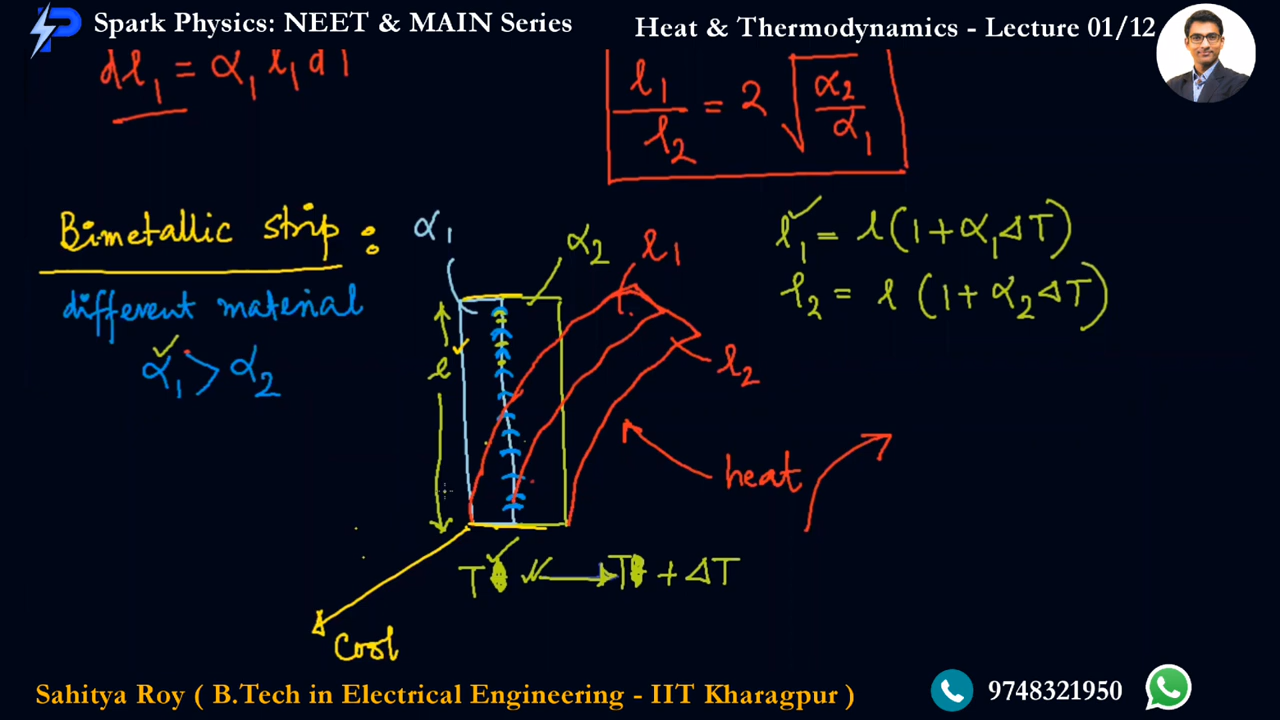 Spark Physics: NEET & MAIN Series
Heat & Thermodynamics - Lecture 01/12
dl₁ = α₁ l₁ dT
l₁/l₂ = 2 √(α₂/α₁)
Bimetallic strip :
different material
α₁ > α₂
α₁
α₂
l₁
l
l₂
l₁ = l(1 + α₁ΔT)
l₂ = l (1 + α₂ΔT)
heat
T → T + ΔT
Cool
Sahitya Roy ( B.Tech in Electrical Engineering - IIT Kharagpur )
9748321950